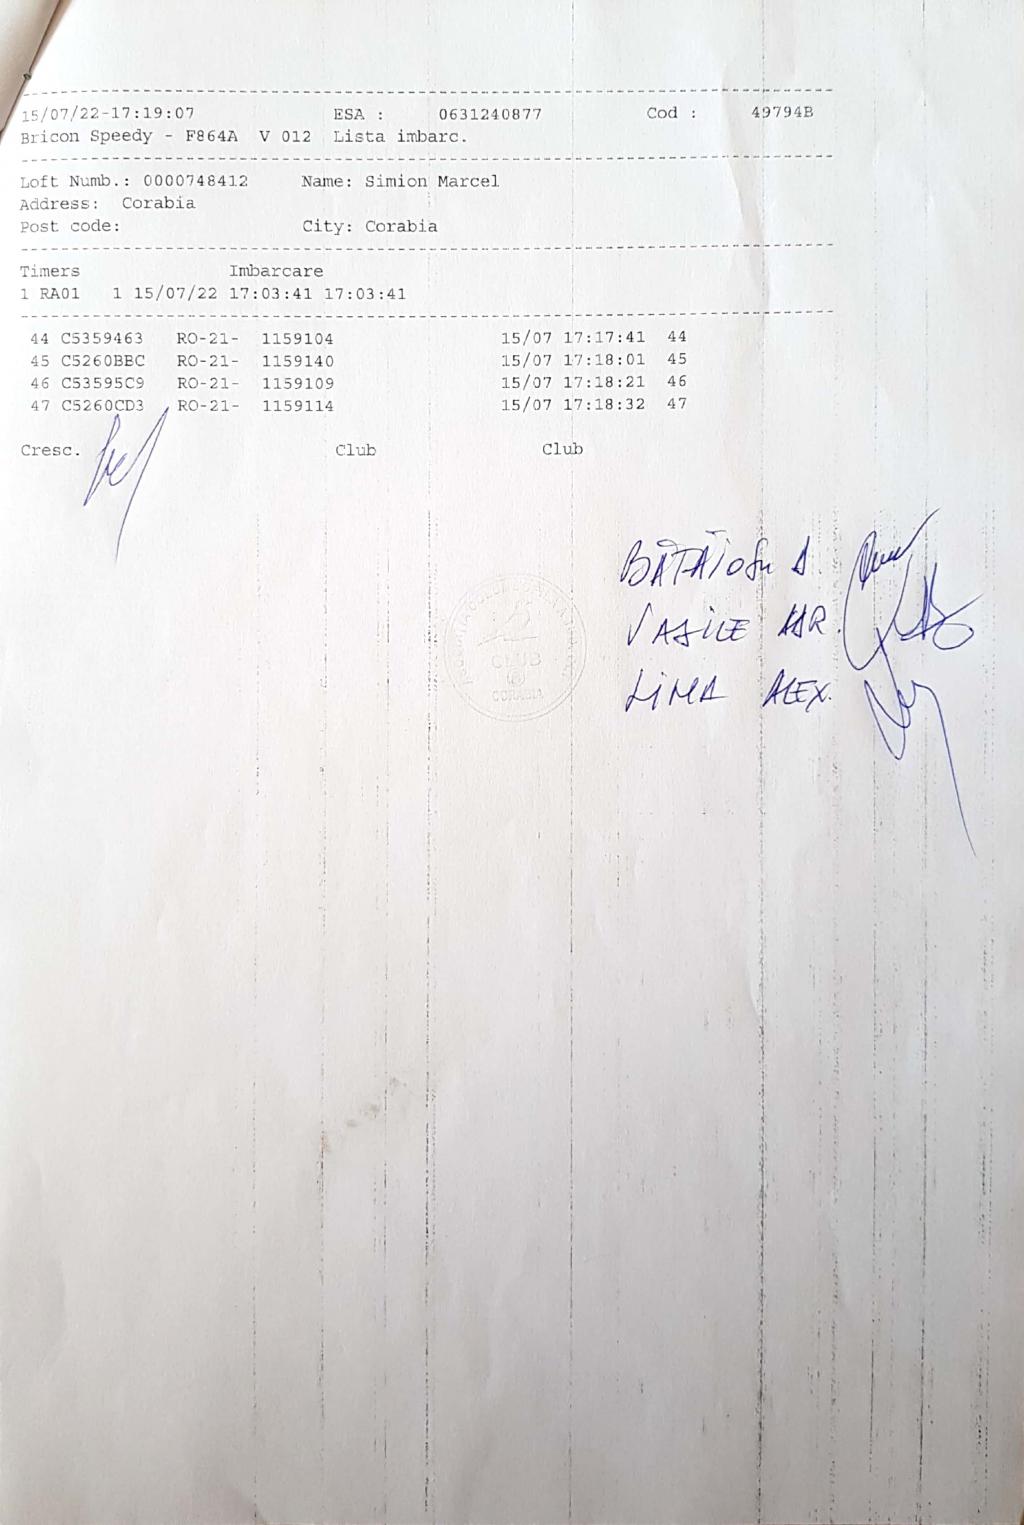 15/07/22-17:19:07 ESA : 0631240877 Cod : 49794B
Bricon Speedy - F864A V 012 Lista imbarc.
Loft Numb.: 0000748412 Name: Simion Marcel
Address: Corabia
Post code: City: Corabia
Timers Imbarcare
1 RA01 1 15/07/22 17:03:41 17:03:41
44 C5359463 RO-21- 1159104 15/07 17:17:41 44
45 C5260BBC RO-21- 1159140 15/07 17:18:01 45
46 C53595C9 RO-21- 1159109 15/07 17:18:21 46
47 C5260CD3 RO-21- 1159114 15/07 17:18:32 47
Cresc. Club Club
BĂTĂIOSU
VASILE
LIMA ALEX.
CLUB
CORABIA